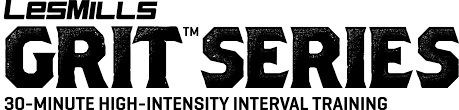 LesMills
GRIT™ SERIES
30-MINUTE HIGH-INTENSITY INTERVAL TRAINING